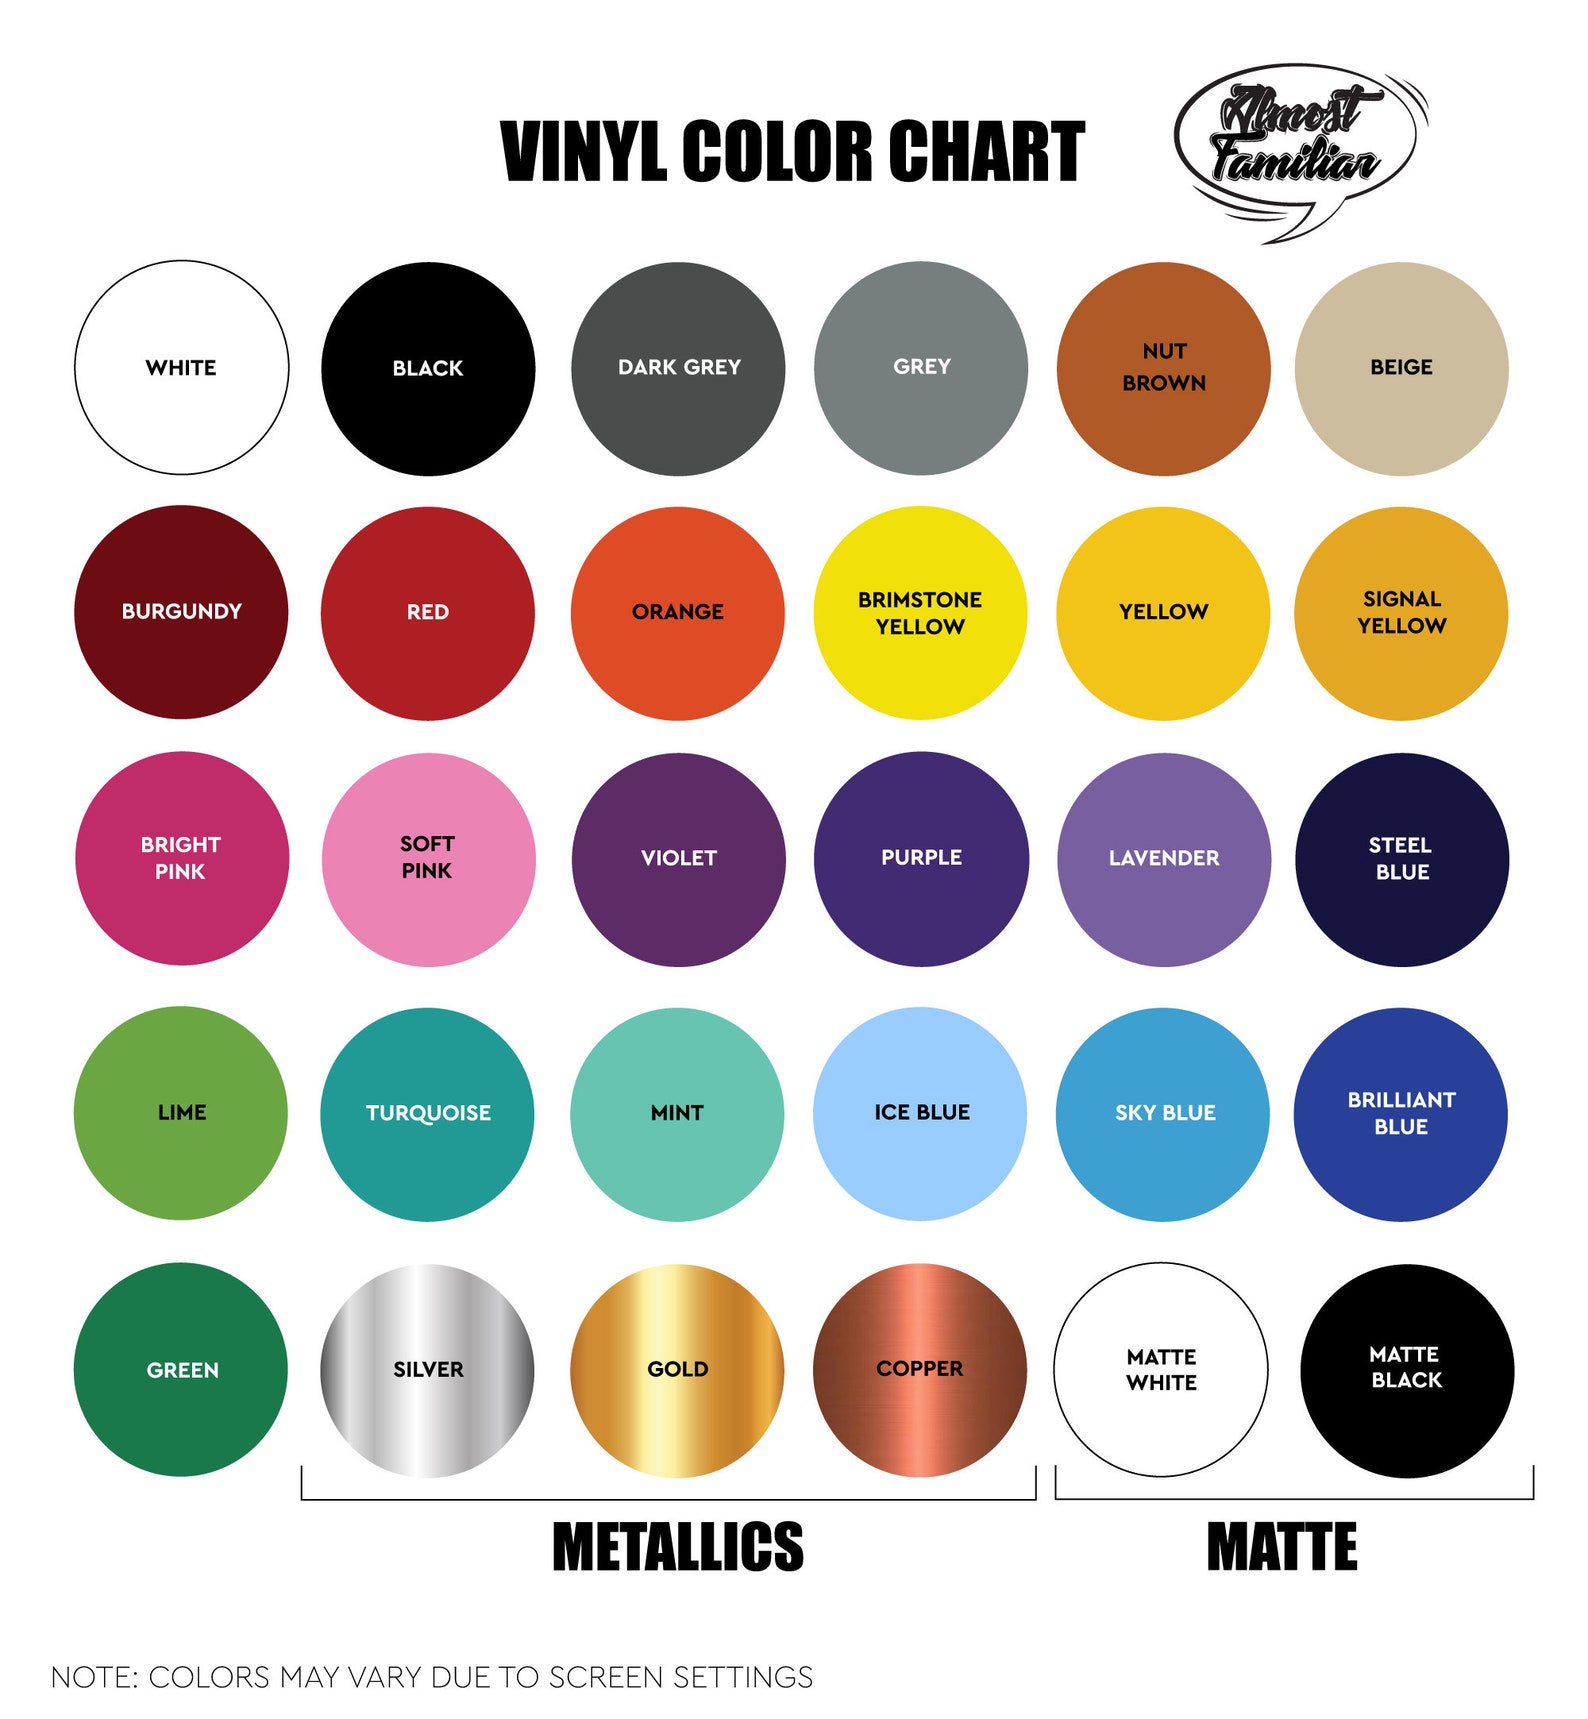 VINYL COLOR CHART
Almost
Familiar
WHITE
BLACK
DARK GREY
GREY
NUT
BROWN
BEIGE
BURGUNDY
RED
ORANGE
BRIMSTONE
YELLOW
YELLOW
SIGNAL
YELLOW
BRIGHT
PINK
SOFT
PINK
VIOLET
PURPLE
LAVENDER
STEEL
BLUE
LIME
TURQUOISE
MINT
ICE BLUE
SKY BLUE
BRILLIANT
BLUE
GREEN
SILVER
GOLD
COPPER
MATTE
WHITE
MATTE
BLACK
METALLICS
MATTE
NOTE: COLORS MAY VARY DUE TO SCREEN SETTINGS